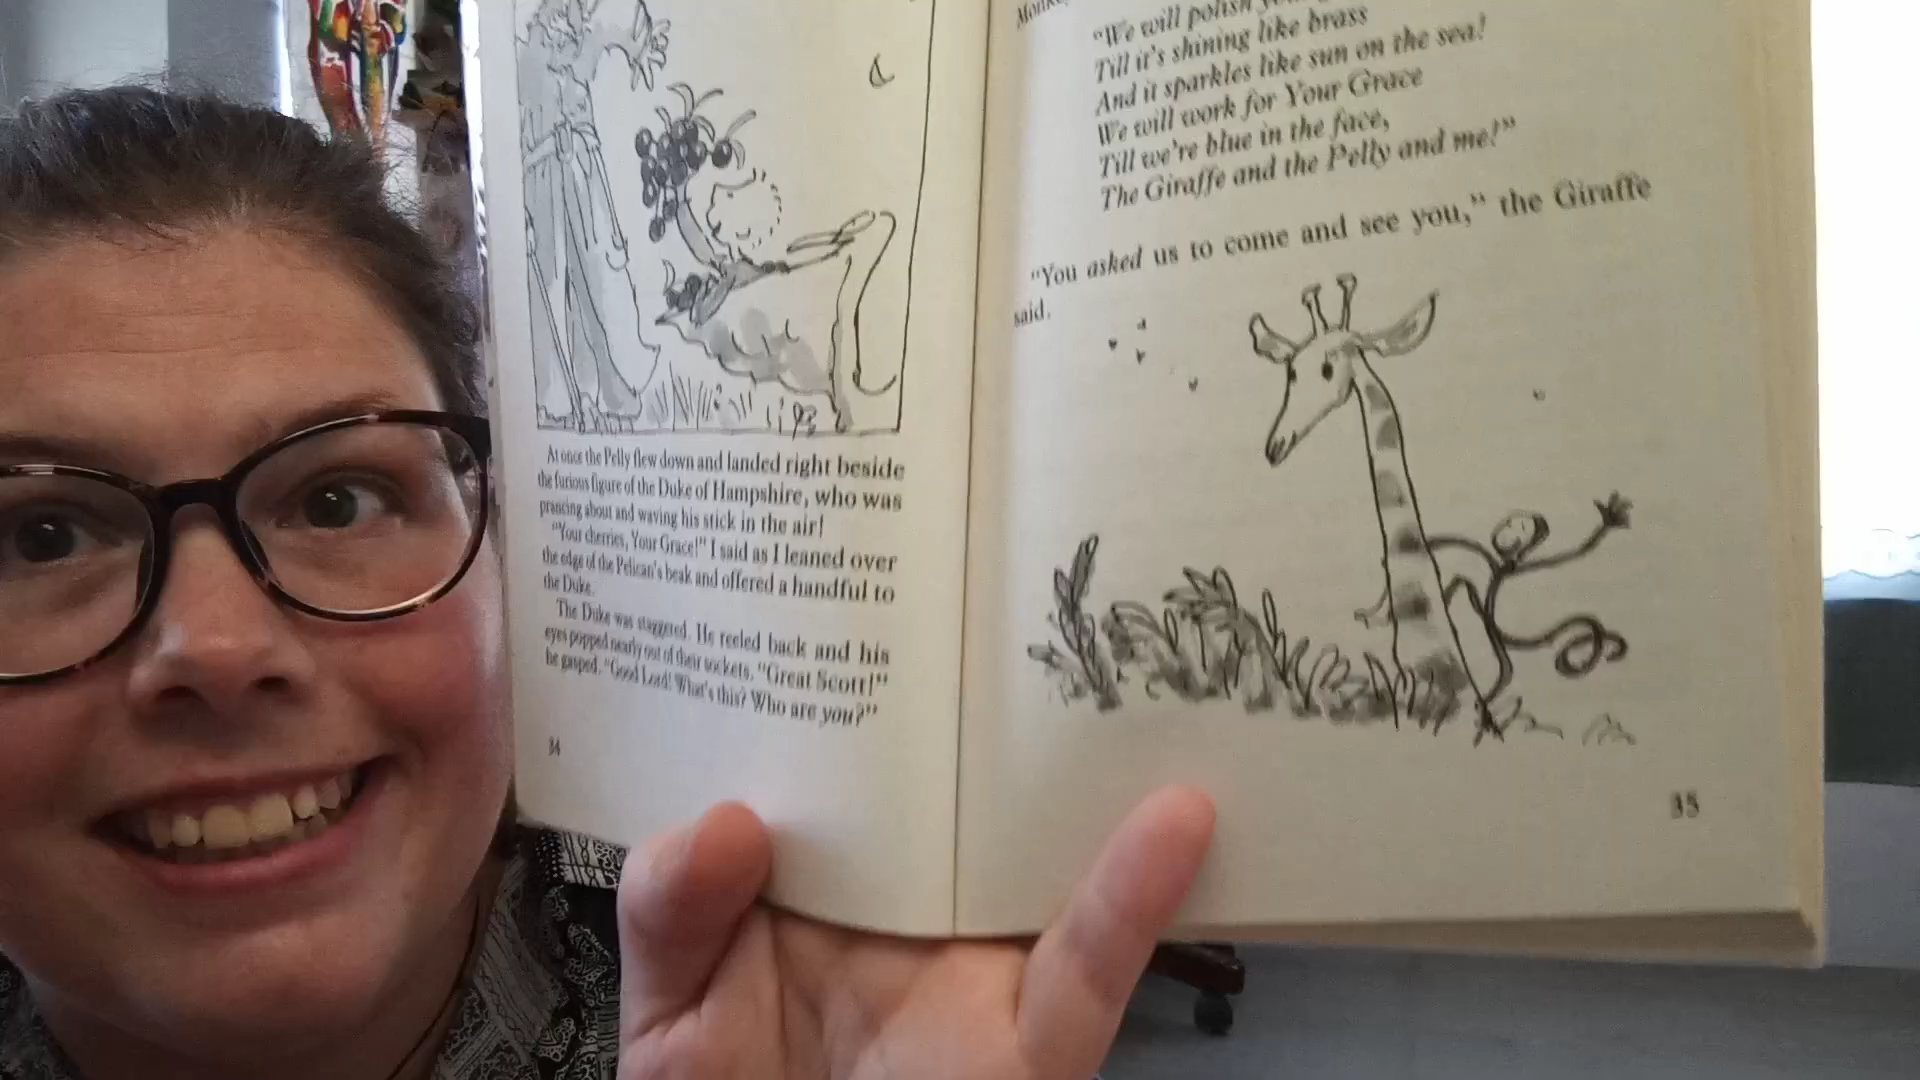 At once the Pelly flew down and landed right beside
the furious figure of the Duke of Hampshire, who was
prancing about and waving his stick in the air!
"Your cherries, Your Grace!" I said as I leaned over
the edge of the Pelican's beak and offered a handful to
the Duke.
The Duke was staggered. He reeled back and his
eyes popped nearly out of their sockets. "Great Scott!"
he gasped. "Good Lord! What's this? Who are you?"
34
"We will polish
Till it's shining like brass
And it sparkles like sun on the sea!
We will work for Your Grace
Till we're blue in the face,
The Giraffe and the Pelly and me!"
"You asked us to come and see you," the Giraffe
said.
35